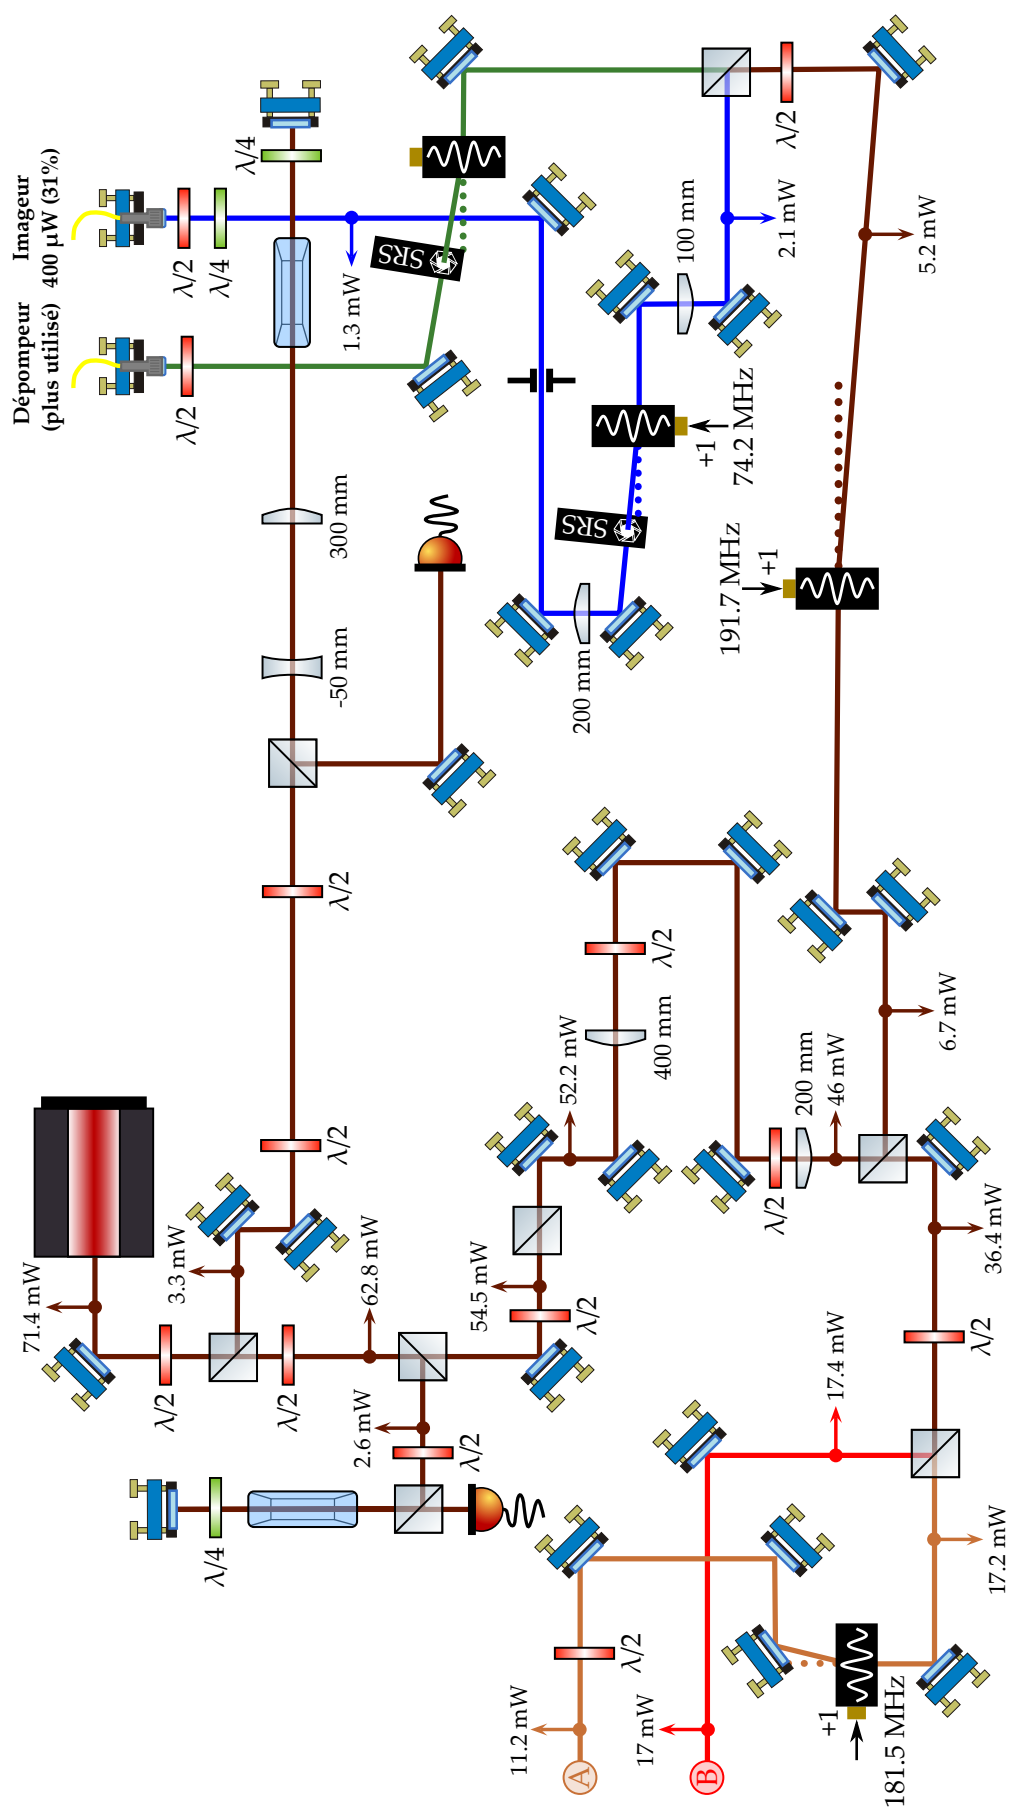 Imageur
400 μW (31%)
Dépompeur
(plus utilisé)
λ/2
λ/4
λ/2
λ/4
1.3 mW
SRS
100 mm
2.1 mW
λ/2
5.2 mW
+1
74.2 MHz
SRS
200 mm
191.7 MHz
+1
300 mm
-50 mm
λ/2
λ/2
71.4 mW
3.3 mW
62.8 mW
λ/2
λ/2
2.6 mW
λ/2
λ/4
54.5 mW
λ/2
52.2 mW
400 mm
λ/2
λ/2
200 mm
46 mW
6.7 mW
36.4 mW
λ/2
17.4 mW
17.2 mW
λ/2
11.2 mW
A
17 mW
B
+1
181.5 MHz